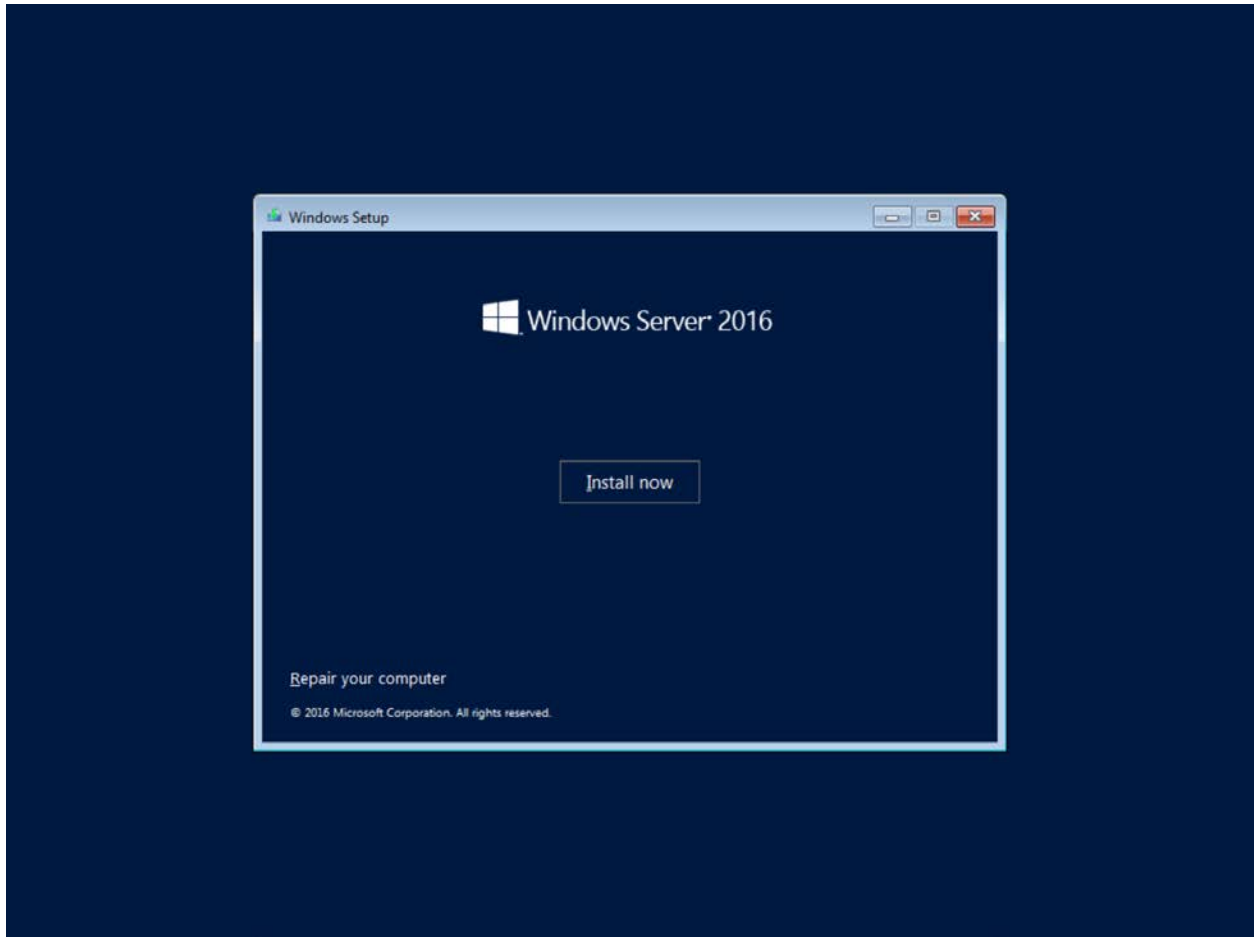 Windows Setup
Windows Server 2016
Install now
Repair your computer
© 2016 Microsoft Corporation. All rights reserved.